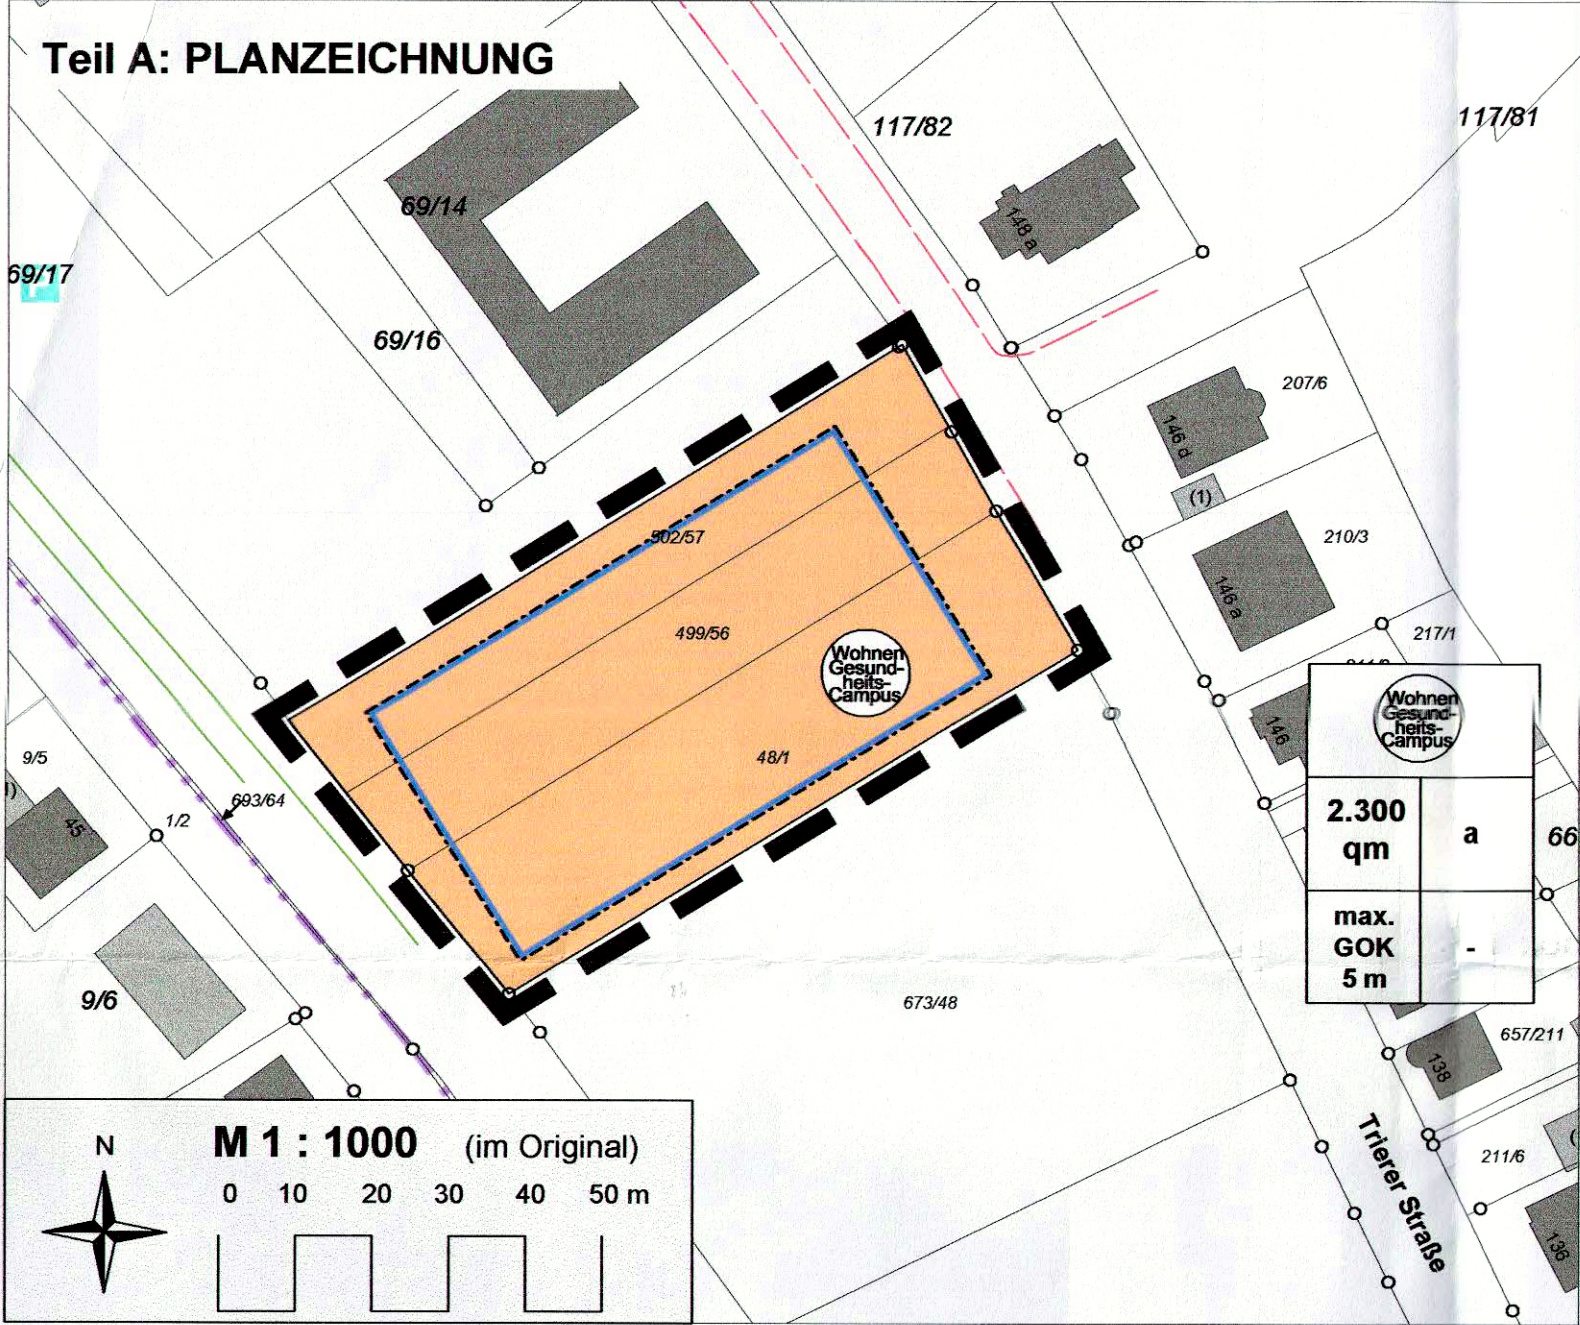 Teil A: PLANZEICHNUNG
117/82
117/81
69/14
148 a
69/17
69/16
207/6
146 d
(1)
502/57
210/3
146 a
499/56
217/1
Wohnen
Gesund-
heits-
Campus
Wohnen
Gesund-
heits-
Campus
146
48/1
9/5
693/64
1/2
45
2.300
qm
a
66
max.
GOK
5 m
-
9/6
673/48
657/211
138
M 1 : 1000 (im Original)
N
0 10 20 30 40 50 m
Trierer Straße
211/6
136